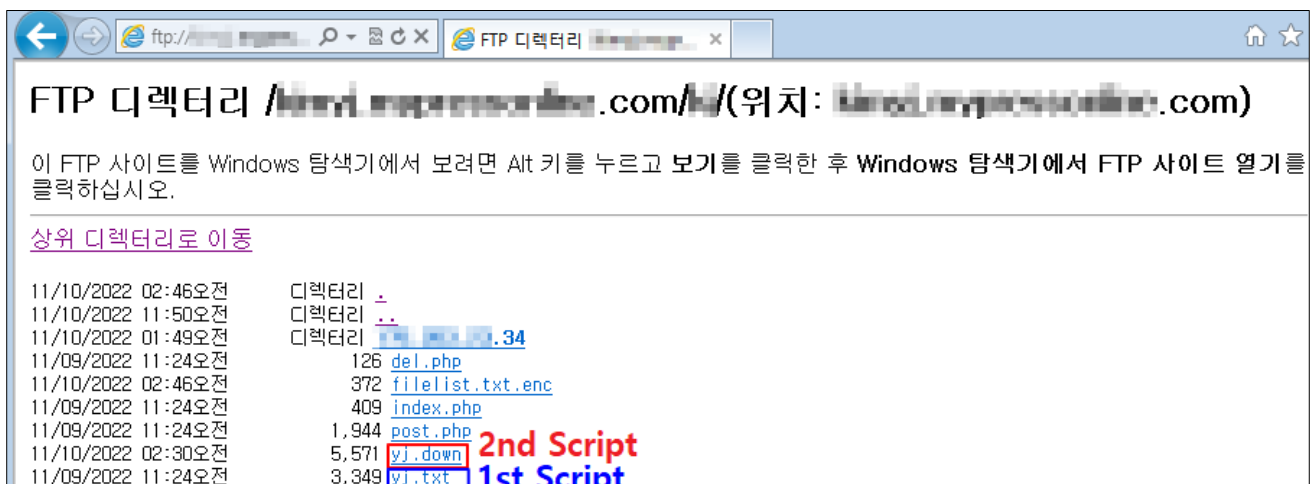 ftp://
FTP 디렉터리
FTP 디렉터리 / .com/ /(위치: .com)
이 FTP 사이트를 Windows 탐색기에서 보려면 Alt 키를 누르고 보기를 클릭한 후 Windows 탐색기에서 FTP 사이트 열기를
클릭하십시오.
상위 디렉터리로 이동
11/10/2022 02:46오전 디렉터리 .
11/10/2022 11:50오전 디렉터리 ..
11/10/2022 01:49오전 디렉터리 .34
11/09/2022 11:24오전 126 del.php
11/10/2022 02:46오전 372 filelist.txt.enc
11/09/2022 11:24오전 409 index.php
11/09/2022 11:24오전 1,944 post.php
11/10/2022 02:30오전 5,571 yj.down 2nd Script
11/09/2022 11:24오전 3,349 yj.txt 1st Script